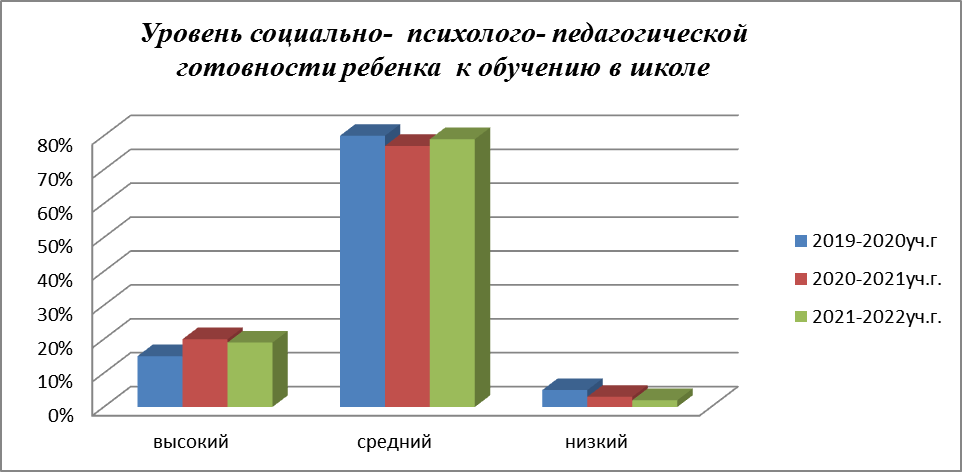 Уровень социально- психолого- педагогической
готовности ребенка к обучению в школе
80%
70%
60%
50%
40%
30%
20%
10%
0%
высокий средний низкий
2019-2020уч.г
2020-2021уч.г.
2021-2022уч.г.